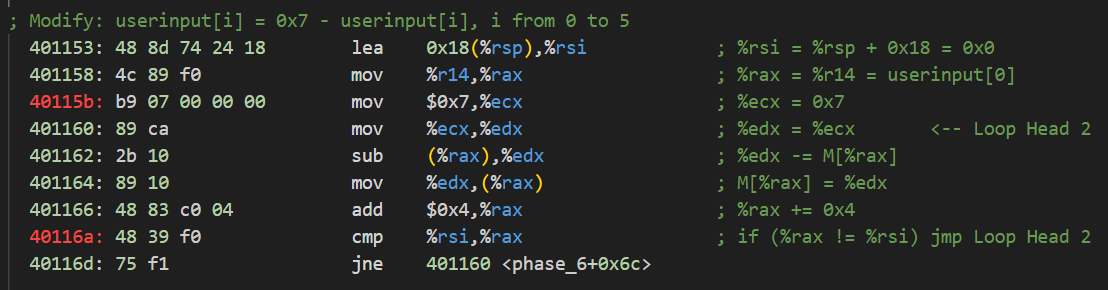 ; Modify: userinput[i] = 0x7 - userinput[i], i from 0 to 5
401153: 48 8d 74 24 18 lea 0x18(%rsp),%rsi ; %rsi = %rsp + 0x18 = 0x0
401158: 4c 89 f0 mov %r14,%rax ; %rax = %r14 = userinput[0]
40115b: b9 07 00 00 00 mov $0x7,%ecx ; %ecx = 0x7
401160: 89 ca mov %ecx,%edx ; %edx = %ecx <-- Loop Head 2
401162: 2b 10 sub (%rax),%edx ; %edx -= M[%rax]
401164: 89 10 mov %edx,(%rax) ; M[%rax] = %edx
401166: 48 83 c0 04 add $0x4,%rax ; %rax += 0x4
40116a: 48 39 f0 cmp %rsi,%rax ; if (%rax != %rsi) jmp Loop Head 2
40116d: 75 f1 jne 401160 <phase_6+0x6c>